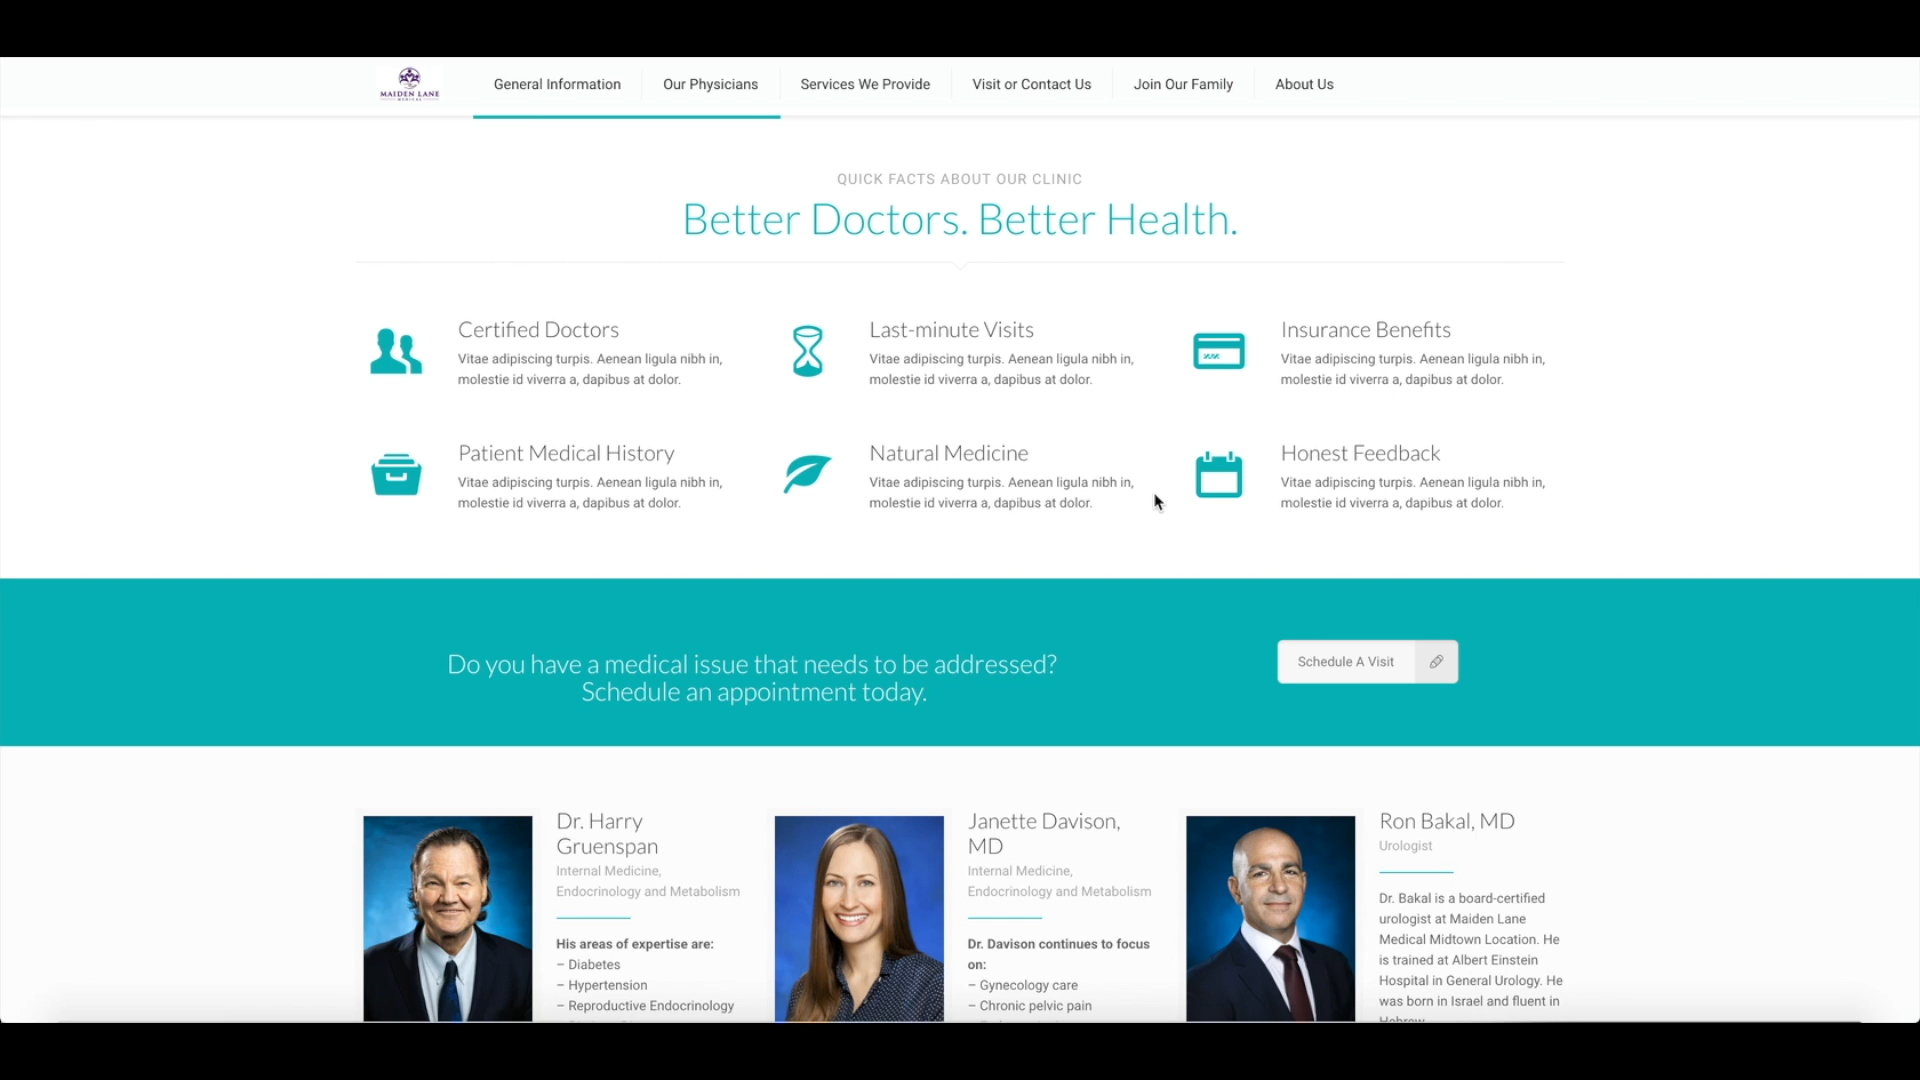 MAIDEN LANE
MEDICAL
General Information
Our Physicians
Services We Provide
Visit or Contact Us
Join Our Family
About Us
QUICK FACTS ABOUT OUR CLINIC
Better Doctors. Better Health.
Certified Doctors
Vitae adipiscing turpis. Aenean ligula nibh in,
molestie id viverra a, dapibus at dolor.
Last-minute Visits
Vitae adipiscing turpis. Aenean ligula nibh in,
molestie id viverra a, dapibus at dolor.
Insurance Benefits
Vitae adipiscing turpis. Aenean ligula nibh in,
molestie id viverra a, dapibus at dolor.
Patient Medical History
Vitae adipiscing turpis. Aenean ligula nibh in,
molestie id viverra a, dapibus at dolor.
Natural Medicine
Vitae adipiscing turpis. Aenean ligula nibh in,
molestie id viverra a, dapibus at dolor.
Honest Feedback
Vitae adipiscing turpis. Aenean ligula nibh in,
molestie id viverra a, dapibus at dolor.
Do you have a medical issue that needs to be addressed?
Schedule an appointment today.
Schedule A Visit
Dr. Harry
Gruenspan
Internal Medicine,
Endocrinology and Metabolism
His areas of expertise are:
– Diabetes
– Hypertension
– Reproductive Endocrinology
Janette Davison,
MD
Internal Medicine,
Endocrinology and Metabolism
Dr. Davison continues to focus
on:
– Gynecology care
– Chronic pelvic pain
Ron Bakal, MD
Urologist
Dr. Bakal is a board-certified
urologist at Maiden Lane
Medical Midtown Location. He
is trained at Albert Einstein
Hospital in General Urology. He
was born in Israel and fluent in
Hebrew